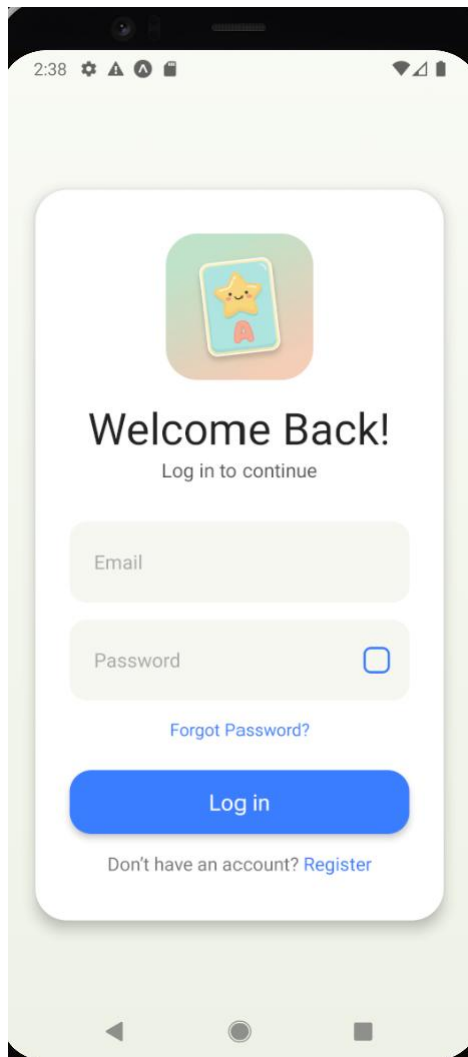 2:38
A
Welcome Back!
Log in to continue
Email
Password
Forgot Password?
Log in
Don't have an account? Register